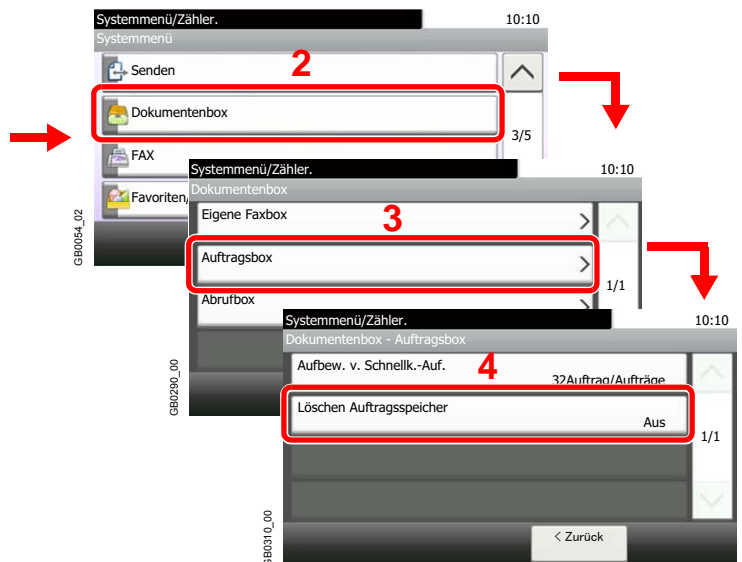 Systemmenü/Zähler. 10:10
Systemmenü
2
Senden
Dokumentenbox
3/5
FAX
Favoriten/
GB0054_02
Systemmenü/Zähler. 10:10
Dokumentenbox
3
Eigene Faxbox
Auftragsbox
1/1
Abrufbox
GB0290_00
Systemmenü/Zähler. 10:10
Dokumentenbox - Auftragsbox
4
Aufbew. v. Schnellk.-Auf.
32Auftrag/Aufträge
Löschen Auftragsspeicher
Aus
1/1
< Zurück
GB0310_00